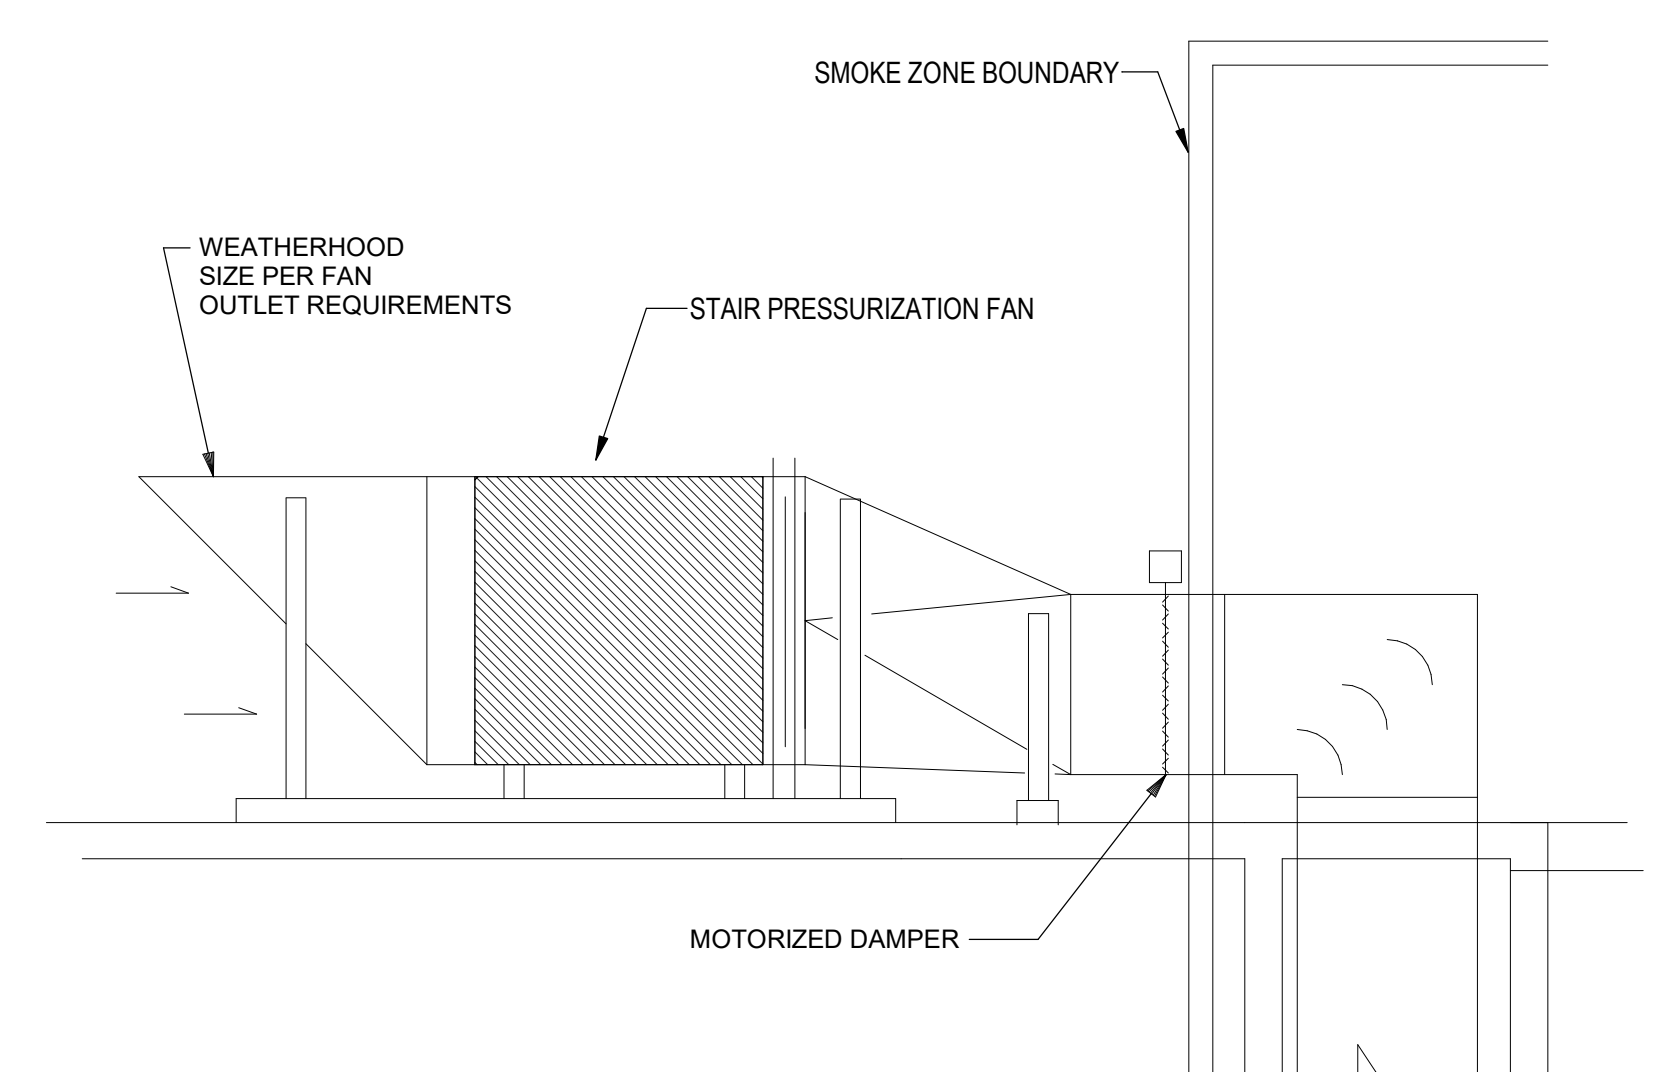 SMOKE ZONE BOUNDARY
WEATHERHOOD
SIZE PER FAN
OUTLET REQUIREMENTS
STAIR PRESSURIZATION FAN
MOTORIZED DAMPER